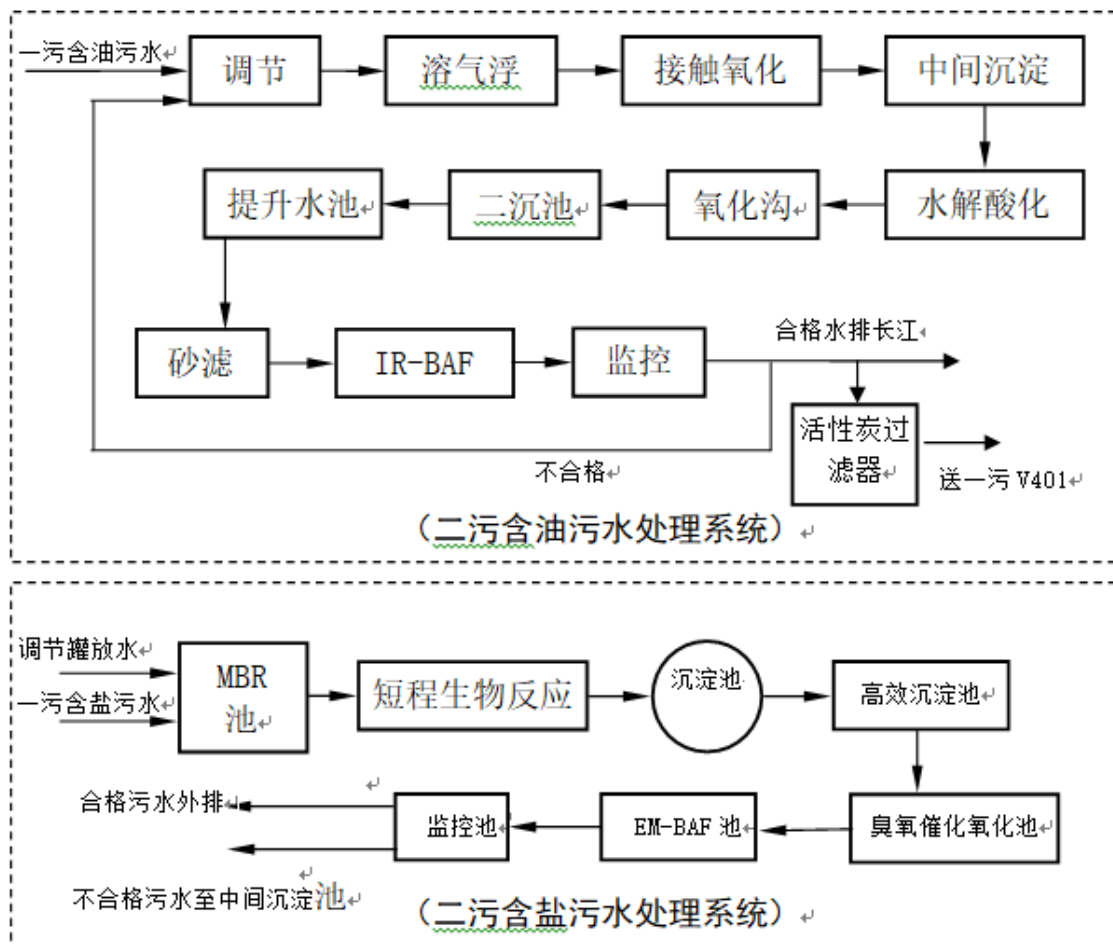 一污含油污水
调节
溶气浮
接触氧化
中间沉淀
提升水池
二沉池
氧化沟
水解酸化
砂滤
IR-BAF
监控
合格水排长江
活性炭过
滤器
不合格
送一污 V401
（二污含油污水处理系统）
调节罐放水
一污含盐污水
MBR
池
短程生物反应
沉淀池
高效沉淀池
合格污水外排
监控池
EM-BAF 池
臭氧催化氧化池
不合格污水至中间沉淀池
（二污含盐污水处理系统）